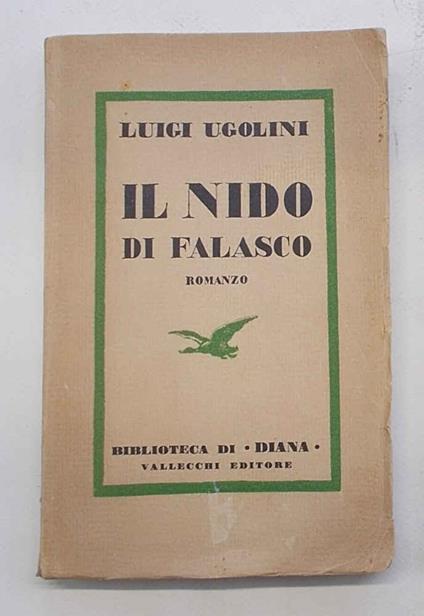 LUIGI UGOLINI
IL NIDO
DI FALASCO
ROMANZO
BIBLIOTECA DI • DIANA •
VALLECCHI EDITORE